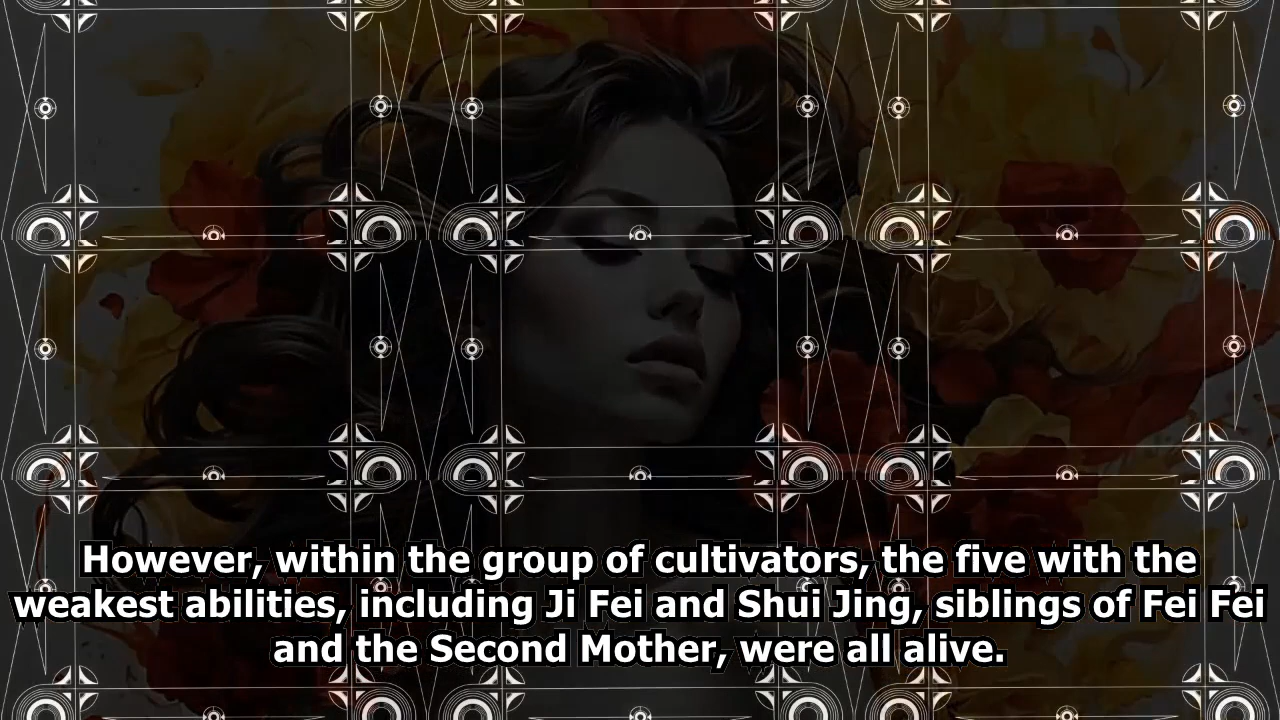 However, within the group of cultivators, the five with the
weakest abilities, including Ji Fei and Shui Jing, siblings of Fei Fei
and the Second Mother, were all alive.